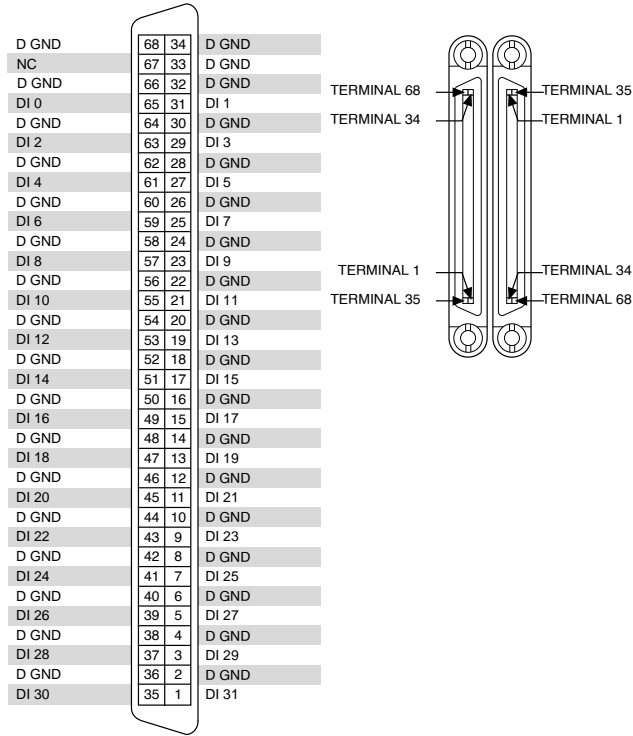 D GND 68 34 D GND
NC 67 33 D GND
D GND 66 32 D GND
DI 0 65 31 DI 1
D GND 64 30 D GND
DI 2 63 29 DI 3
D GND 62 28 D GND
DI 4 61 27 DI 5
D GND 60 26 D GND
DI 6 59 25 DI 7
D GND 58 24 D GND
DI 8 57 23 DI 9
D GND 56 22 D GND
DI 10 55 21 DI 11
D GND 54 20 D GND
DI 12 53 19 DI 13
D GND 52 18 D GND
DI 14 51 17 DI 15
D GND 50 16 D GND
DI 16 49 15 DI 17
D GND 48 14 D GND
DI 18 47 13 DI 19
D GND 46 12 D GND
DI 20 45 11 DI 21
D GND 44 10 D GND
DI 22 43 9 DI 23
D GND 42 8 D GND
DI 24 41 7 DI 25
D GND 40 6 D GND
DI 26 39 5 DI 27
D GND 38 4 D GND
DI 28 37 3 DI 29
D GND 36 2 D GND
DI 30 35 1 DI 31
TERMINAL 68 TERMINAL 35
TERMINAL 34 TERMINAL 1
TERMINAL 1 TERMINAL 34
TERMINAL 35 TERMINAL 68